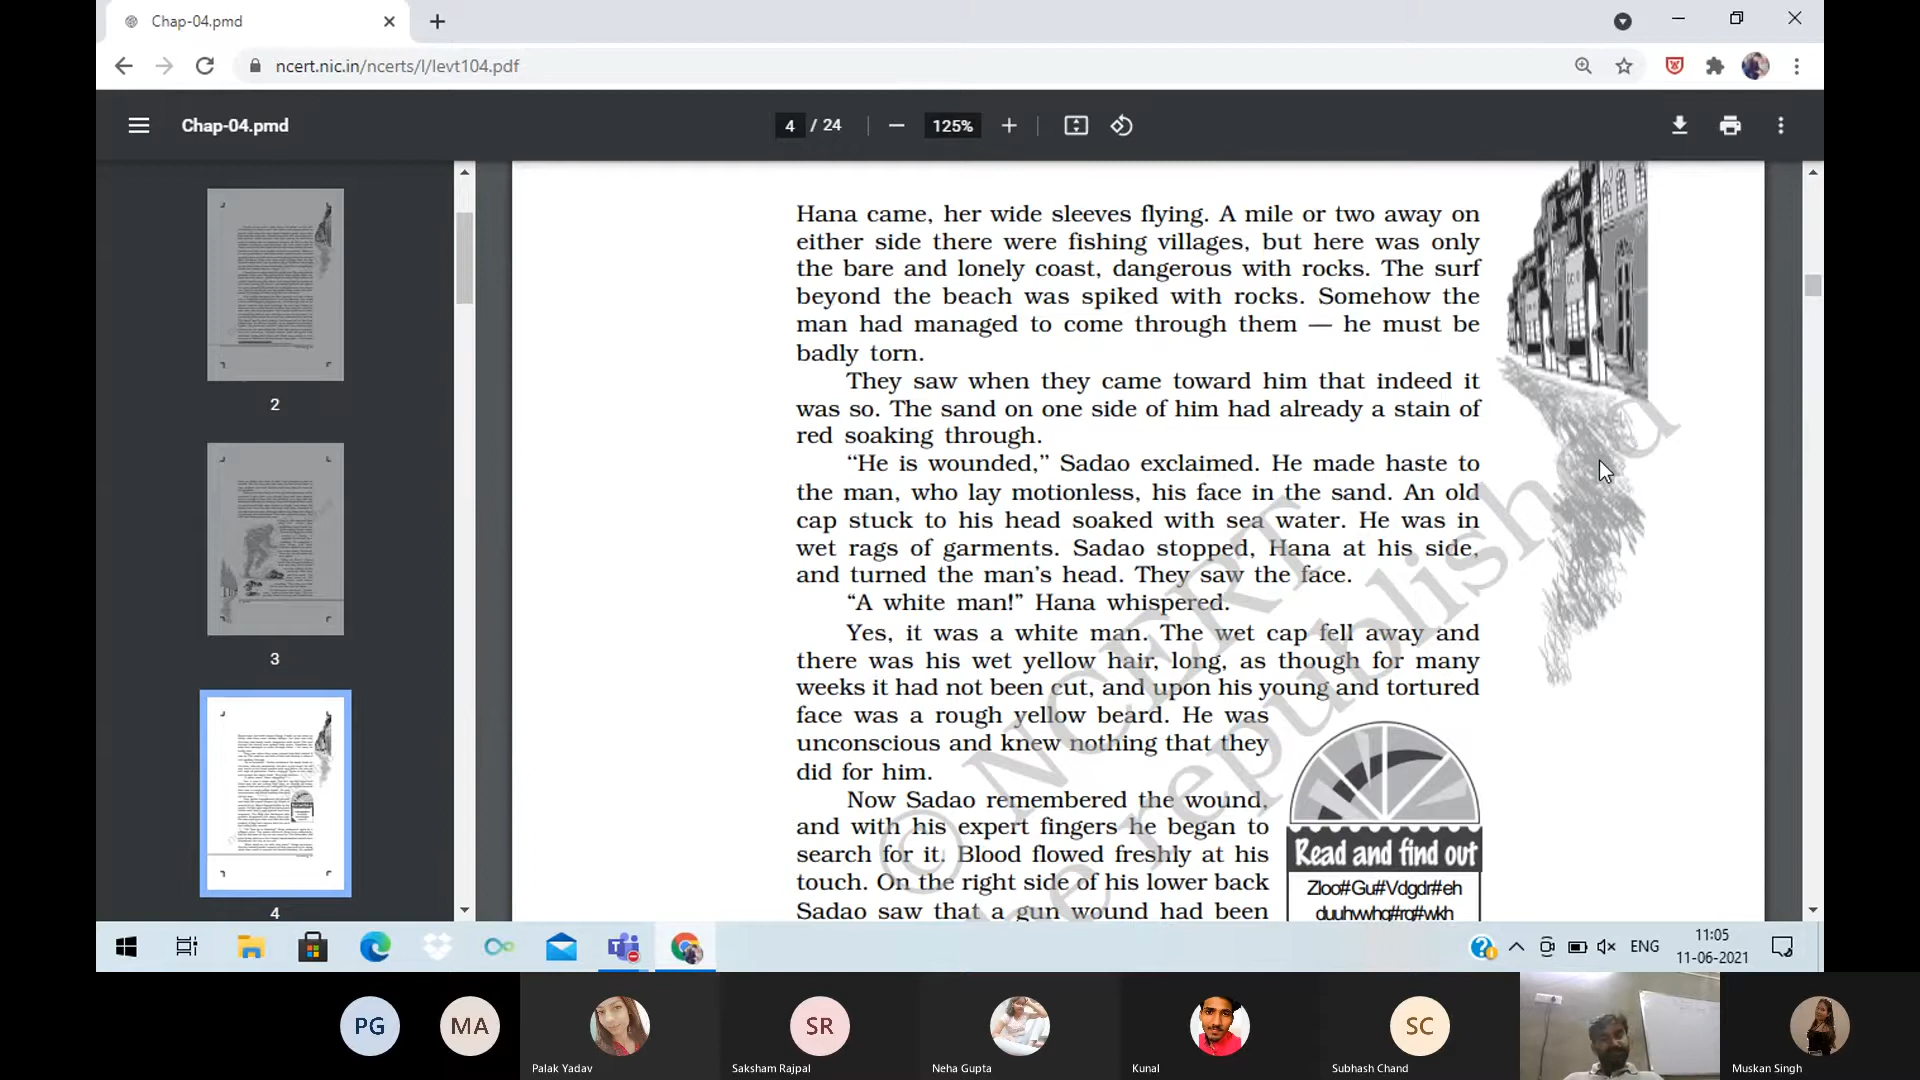 Chap-04.pmd
ncert.nic.in/ncerts/l/levt104.pdf
Chap-04.pmd
4 / 24
125%
2
3
4
Hana came, her wide sleeves flying. A mile or two away on
either side there were fishing villages, but here was only
the bare and lonely coast, dangerous with rocks. The surf
beyond the beach was spiked with rocks. Somehow the
man had managed to come through them — he must be
badly torn.
They saw when they came toward him that indeed it
was so. The sand on one side of him had already a stain of
red soaking through.
“He is wounded,” Sadao exclaimed. He made haste to
the man, who lay motionless, his face in the sand. An old
cap stuck to his head soaked with sea water. He was in
wet rags of garments. Sadao stopped, Hana at his side,
and turned the man's head. They saw the face.
“A white man!” Hana whispered.
Yes, it was a white man. The wet cap fell away and
there was his wet yellow hair, long, as though for many
weeks it had not been cut, and upon his young and tortured
face was a rough yellow beard. He was
unconscious and knew nothing that they
did for him.
Now Sadao remembered the wound,
and with his expert fingers he began to
search for it. Blood flowed freshly at his
touch. On the right side of his lower back
Sadao saw that a gun wound had been
Read and find out
Zloo#Gu#Vdgdr#eh
duuhvwhg#rq#wkh
© NCERT
be republished
ENG
11:05
11-06-2021
PG
MA
SR
SC
Palak Yadav
Saksham Rajpal
Neha Gupta
Kunal
Subhash Chand
Muskan Singh